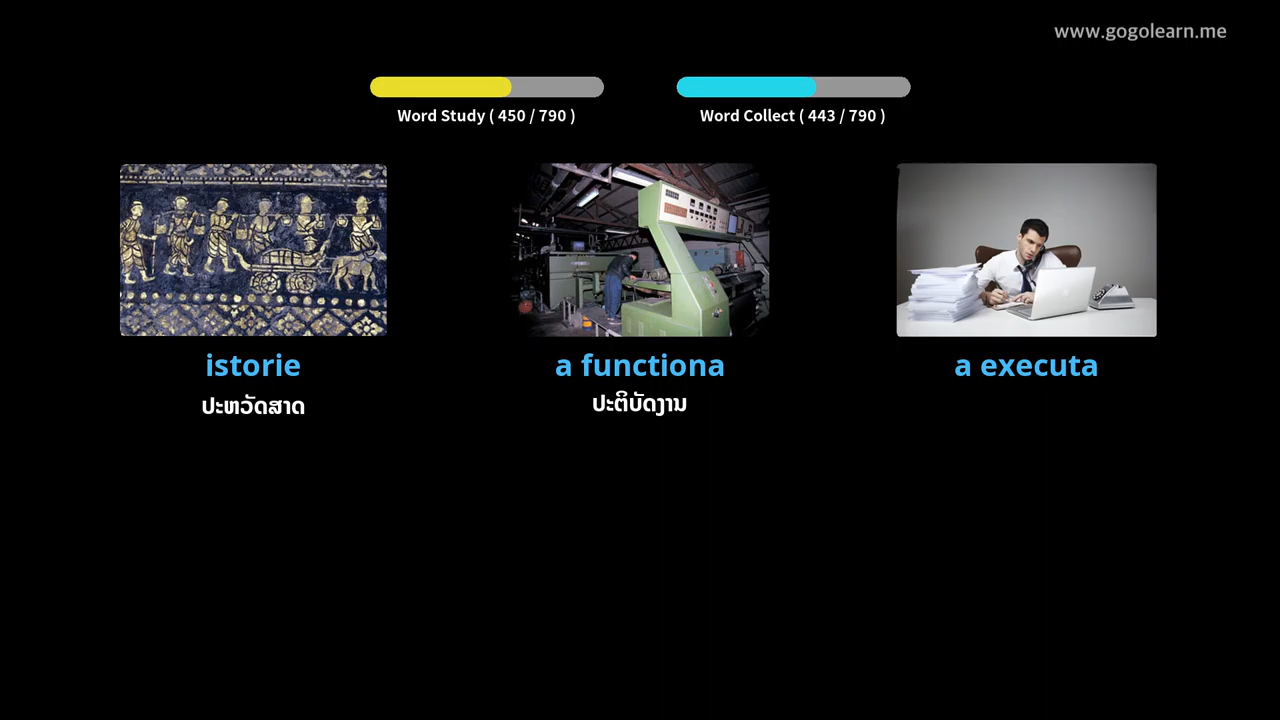 www.gogolearn.me
Word Study ( 450 / 790 )
Word Collect ( 443 / 790 )
istorie
a functiona
a executa
ປະຫວັດສາດ
ປະຕິບັດງານ